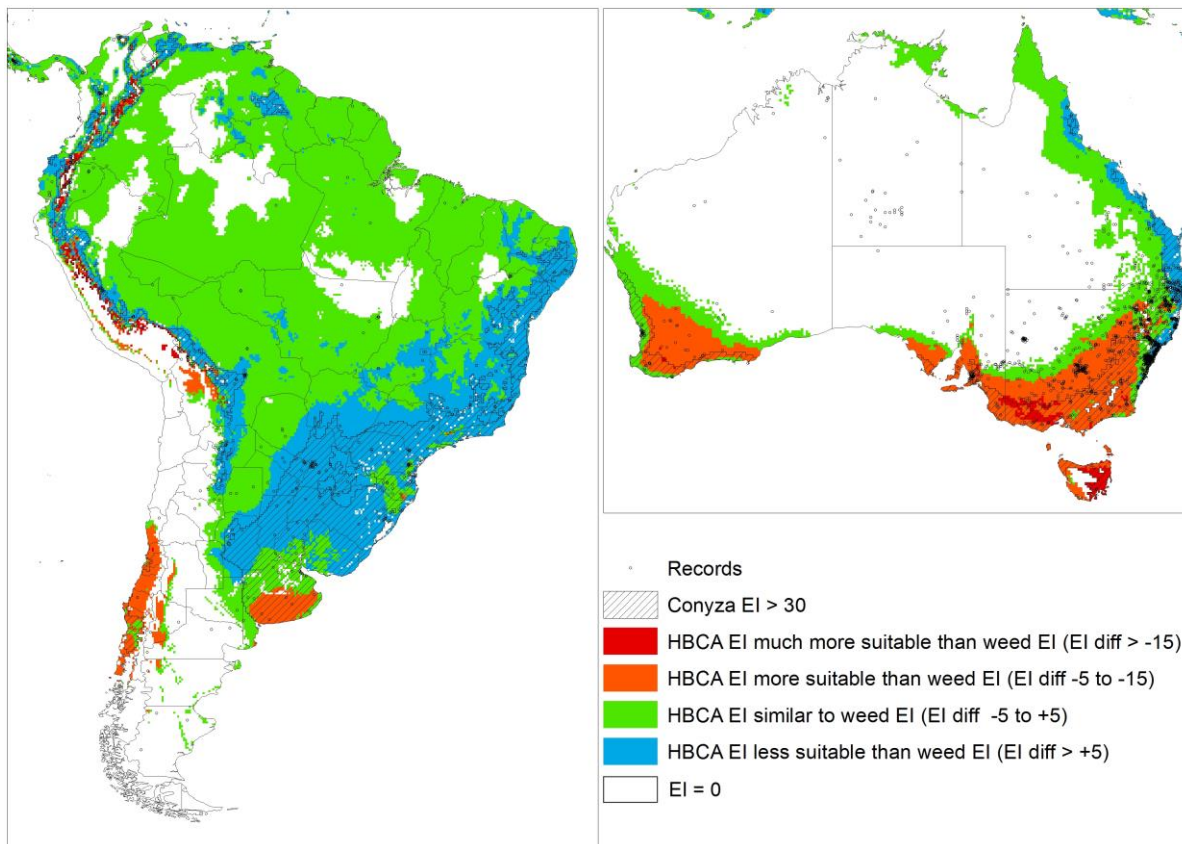 Records
Conyza EI > 30
HBCA EI much more suitable than weed EI (EI diff > -15)
HBCA EI more suitable than weed EI (EI diff -5 to -15)
HBCA EI similar to weed EI (EI diff -5 to +5)
HBCA EI less suitable than weed EI (EI diff > +5)
EI = 0